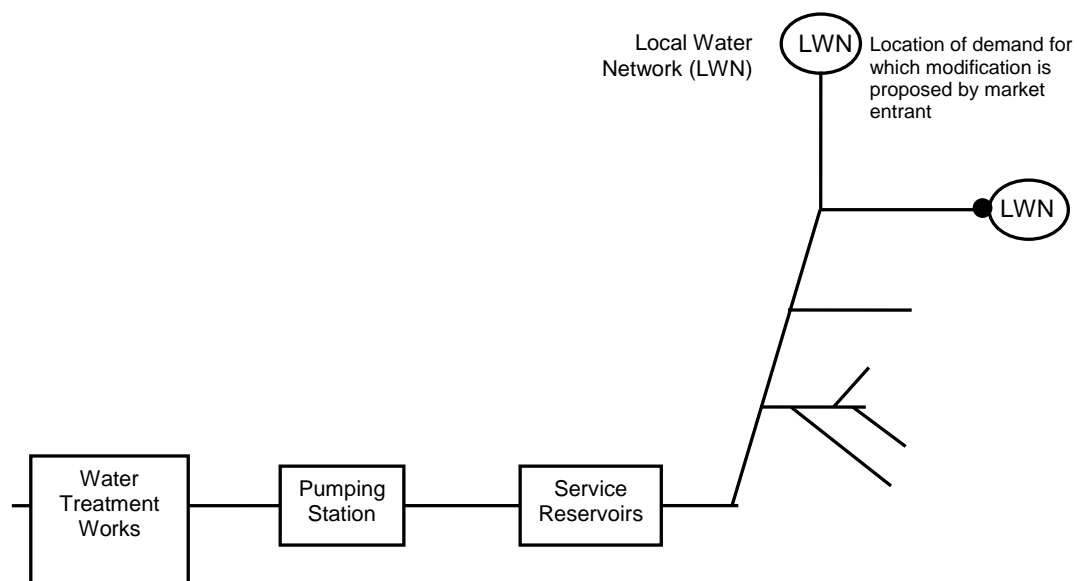 Local Water
Network (LWN)
LWN
Location of demand for
which modification is
proposed by market
entrant
LWN
Water
Treatment
Works
Pumping
Station
Service
Reservoirs